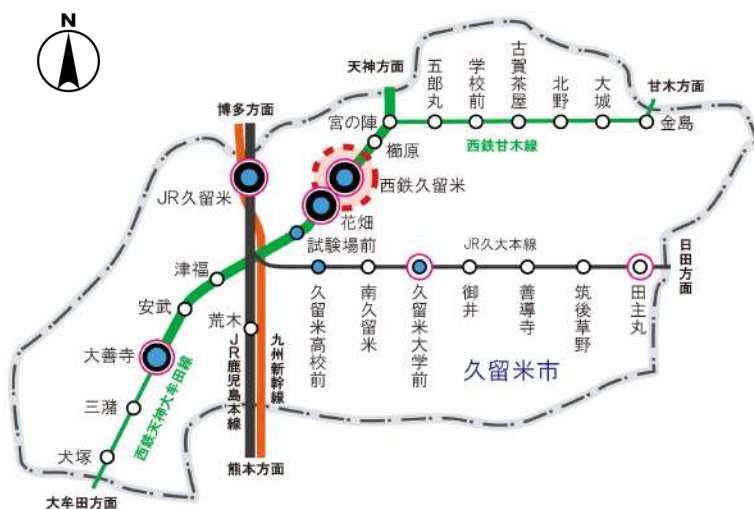 N
天神方面
五郎丸
学校前
古賀茶屋
北野
大城
甘木方面
博多方面
宮の陣
金島
櫛原
西鉄甘木線
西鉄久留米
JR久留米
花畑
試験場前
JR久大本線
日田方面
津福
安武
荒木
久留米高校前
南久留米
久留米大学前
御井
善導寺
筑後草野
田主丸
大善寺
JR鹿児島本線
九州新幹線
久留米市
三潴
西鉄天神大牟田線
犬塚
熊本方面
大牟田方面